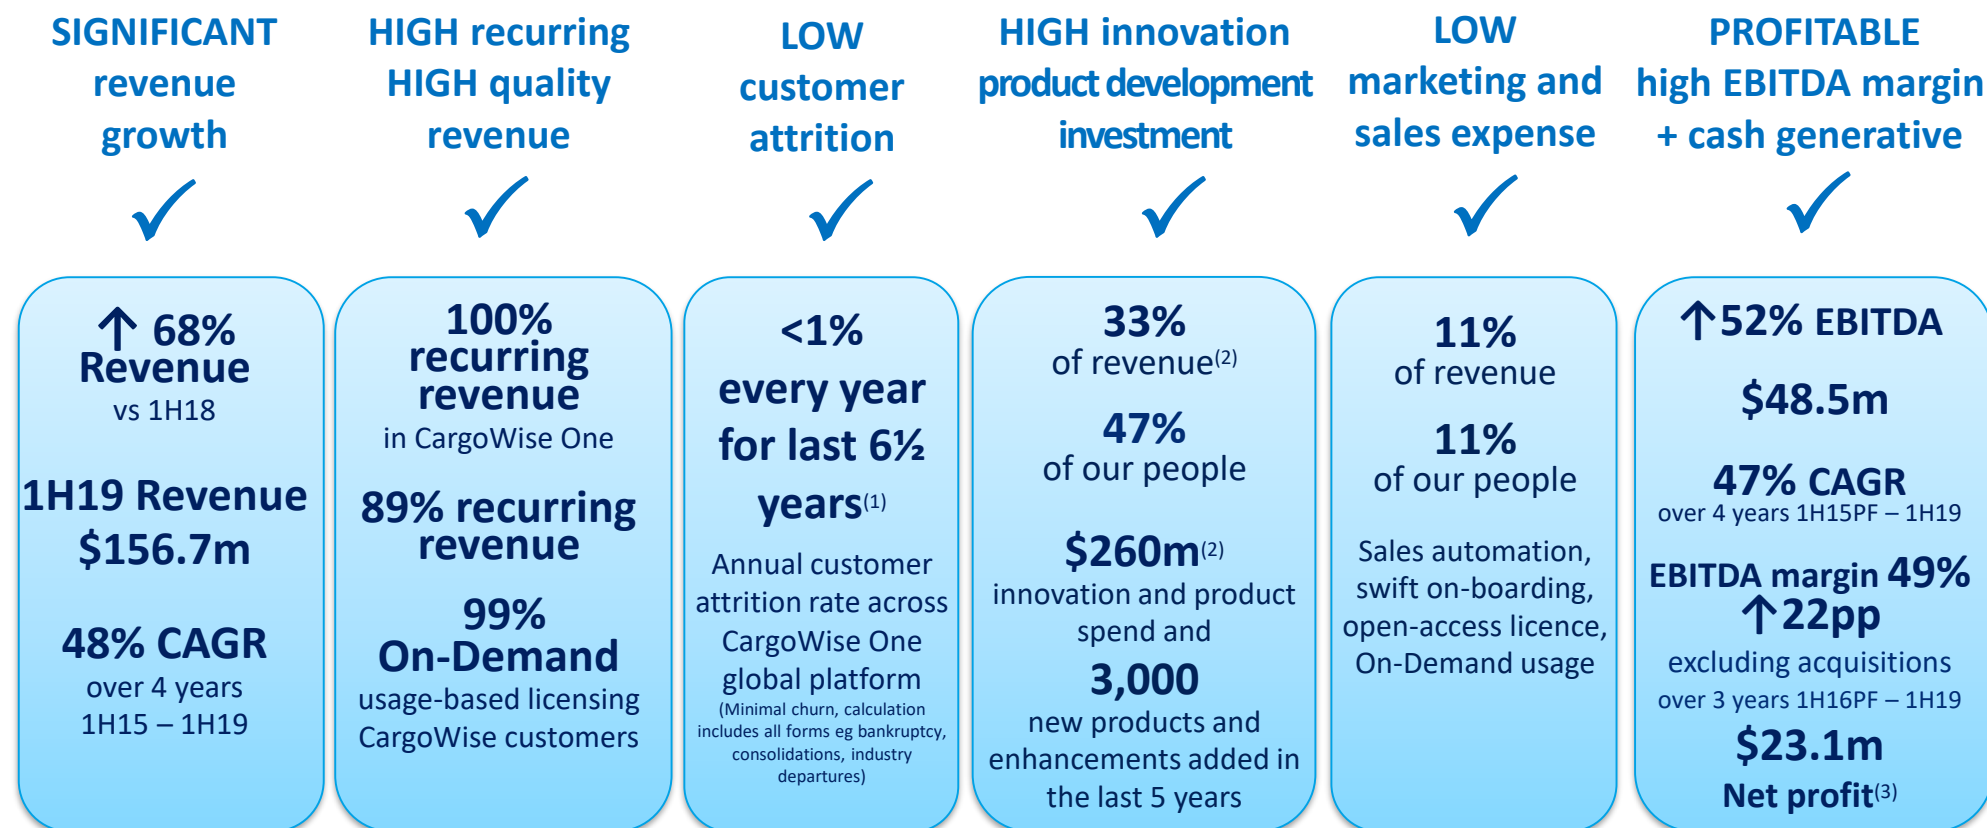 SIGNIFICANT
revenue
growth
HIGH recurring
HIGH quality
revenue
LOW
customer
attrition
HIGH innovation
product development
investment
LOW
marketing and
sales expense
PROFITABLE
high EBITDA margin
+ cash generative
↑ 68%
Revenue
vs 1H18
1H19 Revenue
$156.7m
48% CAGR
over 4 years
1H15 – 1H19
100%
recurring
revenue
in CargoWise One
89% recurring
revenue
99%
On-Demand
usage-based licensing
CargoWise customers
<1%
every year
for last 6½
years(1)
Annual customer
attrition rate across
CargoWise One
global platform
(Minimal churn, calculation
includes all forms eg bankruptcy,
consolidations, industry
departures)
33%
of revenue(2)
47%
of our people
$260m(2)
innovation and product
spend and
3,000
new products and
enhancements added in
the last 5 years
11%
of revenue
11%
of our people
Sales automation,
swift on-boarding,
open-access licence,
On-Demand usage
↑52% EBITDA
$48.5m
47% CAGR
over 4 years 1H15PF – 1H19
EBITDA margin 49%
↑22pp
excluding acquisitions
over 3 years 1H16PF – 1H19
$23.1m
Net profit(3)